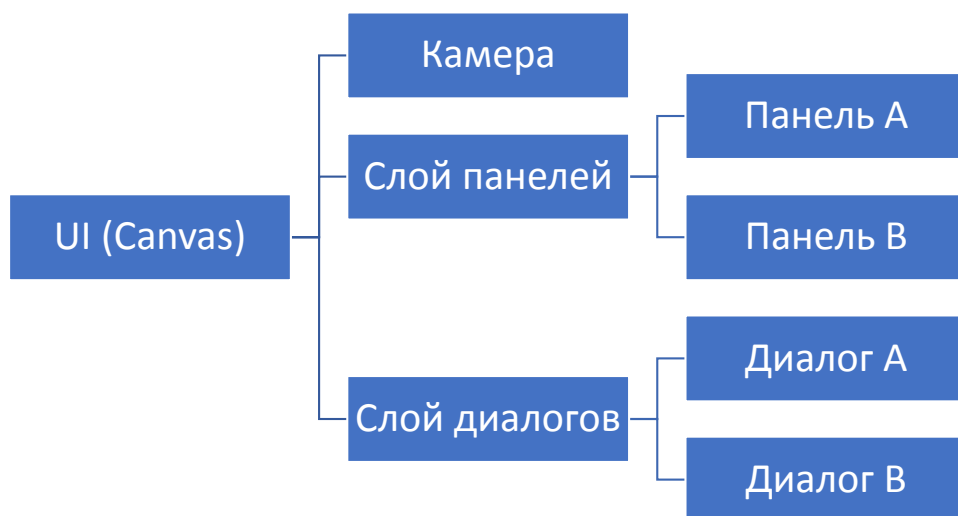 UI (Canvas)
Камера
Слой панелей
Панель A
Панель B
Слой диалогов
Диалог A
Диалог B